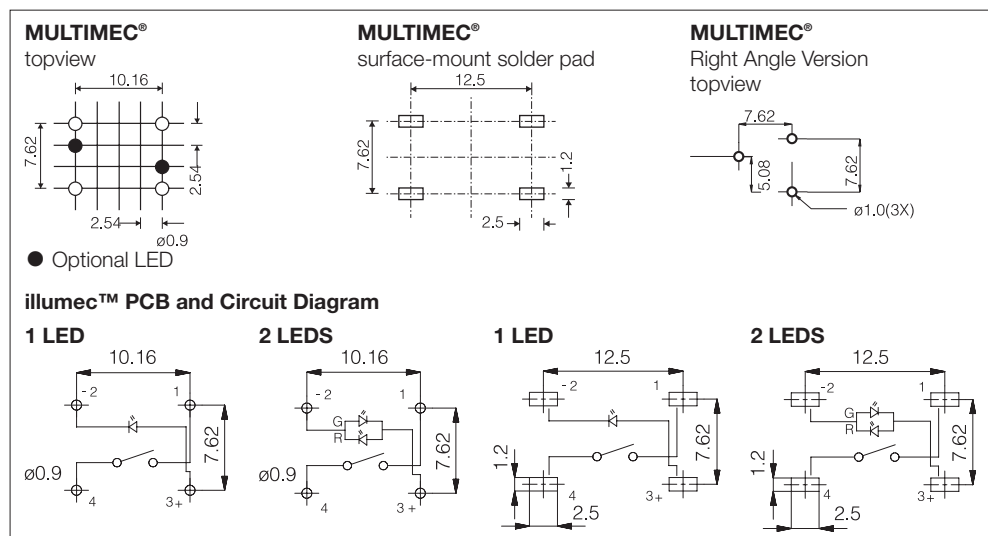 MULTIMEC®
topview
10.16
7.62
2.54
2.54
ø0.9
● Optional LED
MULTIMEC®
surface-mount solder pad
12.5
7.62
1.2
2.5
MULTIMEC®
Right Angle Version
topview
7.62
5.08
7.62
ø1.0(3X)
illumec™ PCB and Circuit Diagram
1 LED
10.16
- 2
1
7.62
ø0.9
4
3+
2 LEDS
10.16
- 2
1
G
R
7.62
ø0.9
4
3+
1 LED
12.5
- 2
1
7.62
1.2
4
3+
2.5
2 LEDS
12.5
- 2
1
G
R
7.62
1.2
4
3+
2.5